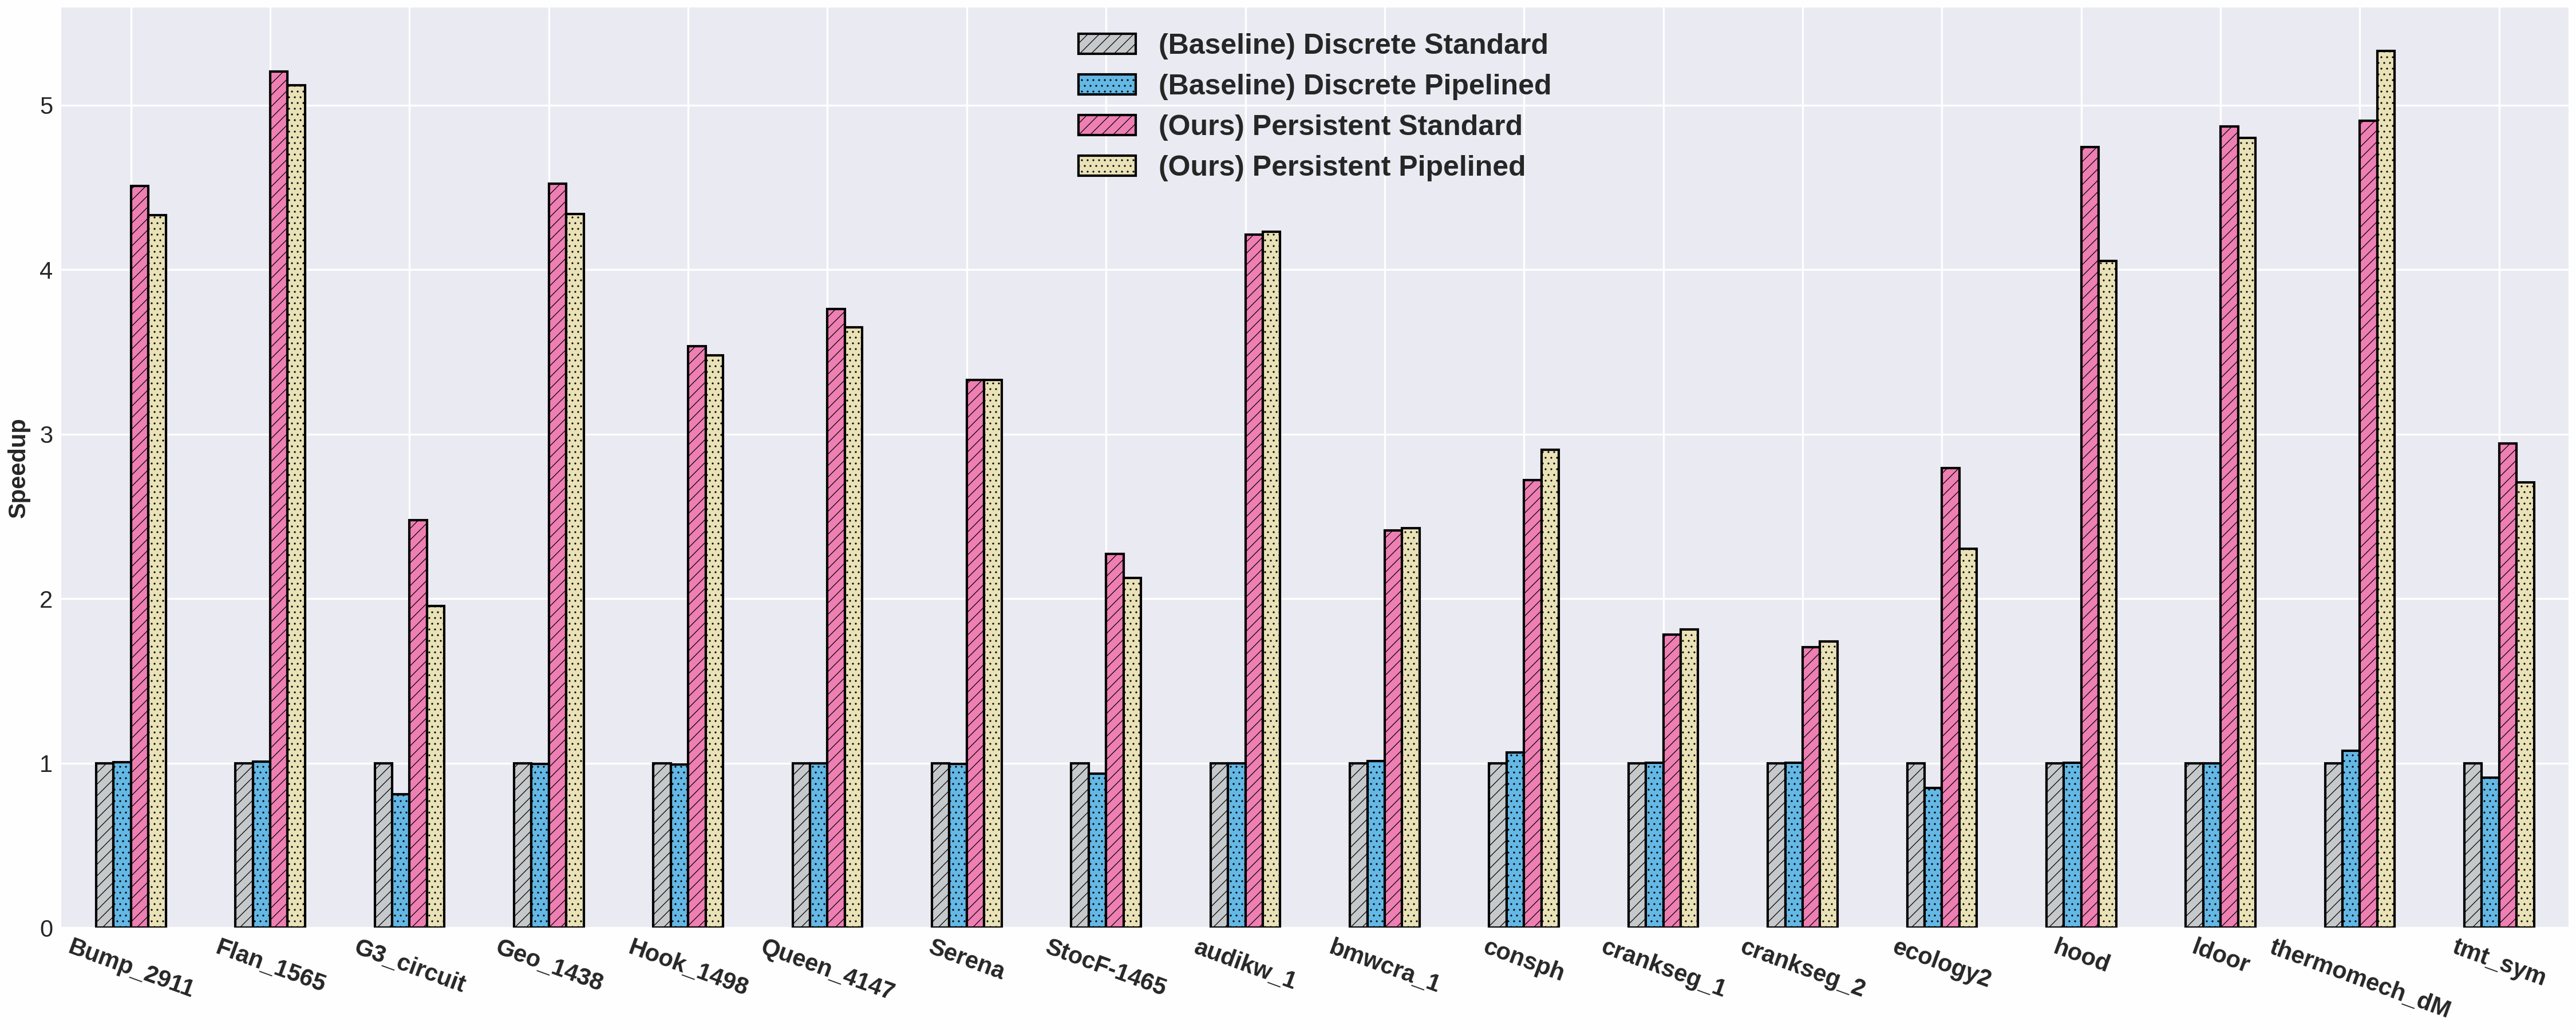 (Baseline) Discrete Standard
(Baseline) Discrete Pipelined
(Ours) Persistent Standard
(Ours) Persistent Pipelined
Speedup
5
4
3
2
1
0
Bump_2911
Flan_1565
G3_circuit
Geo_1438
Hook_1498
Queen_4147
Serena
StocF-1465
audikw_1
bmwcra_1
consph
crankseg_1
crankseg_2
ecology2
hood
ldoor
thermomech_dM
tmt_sym